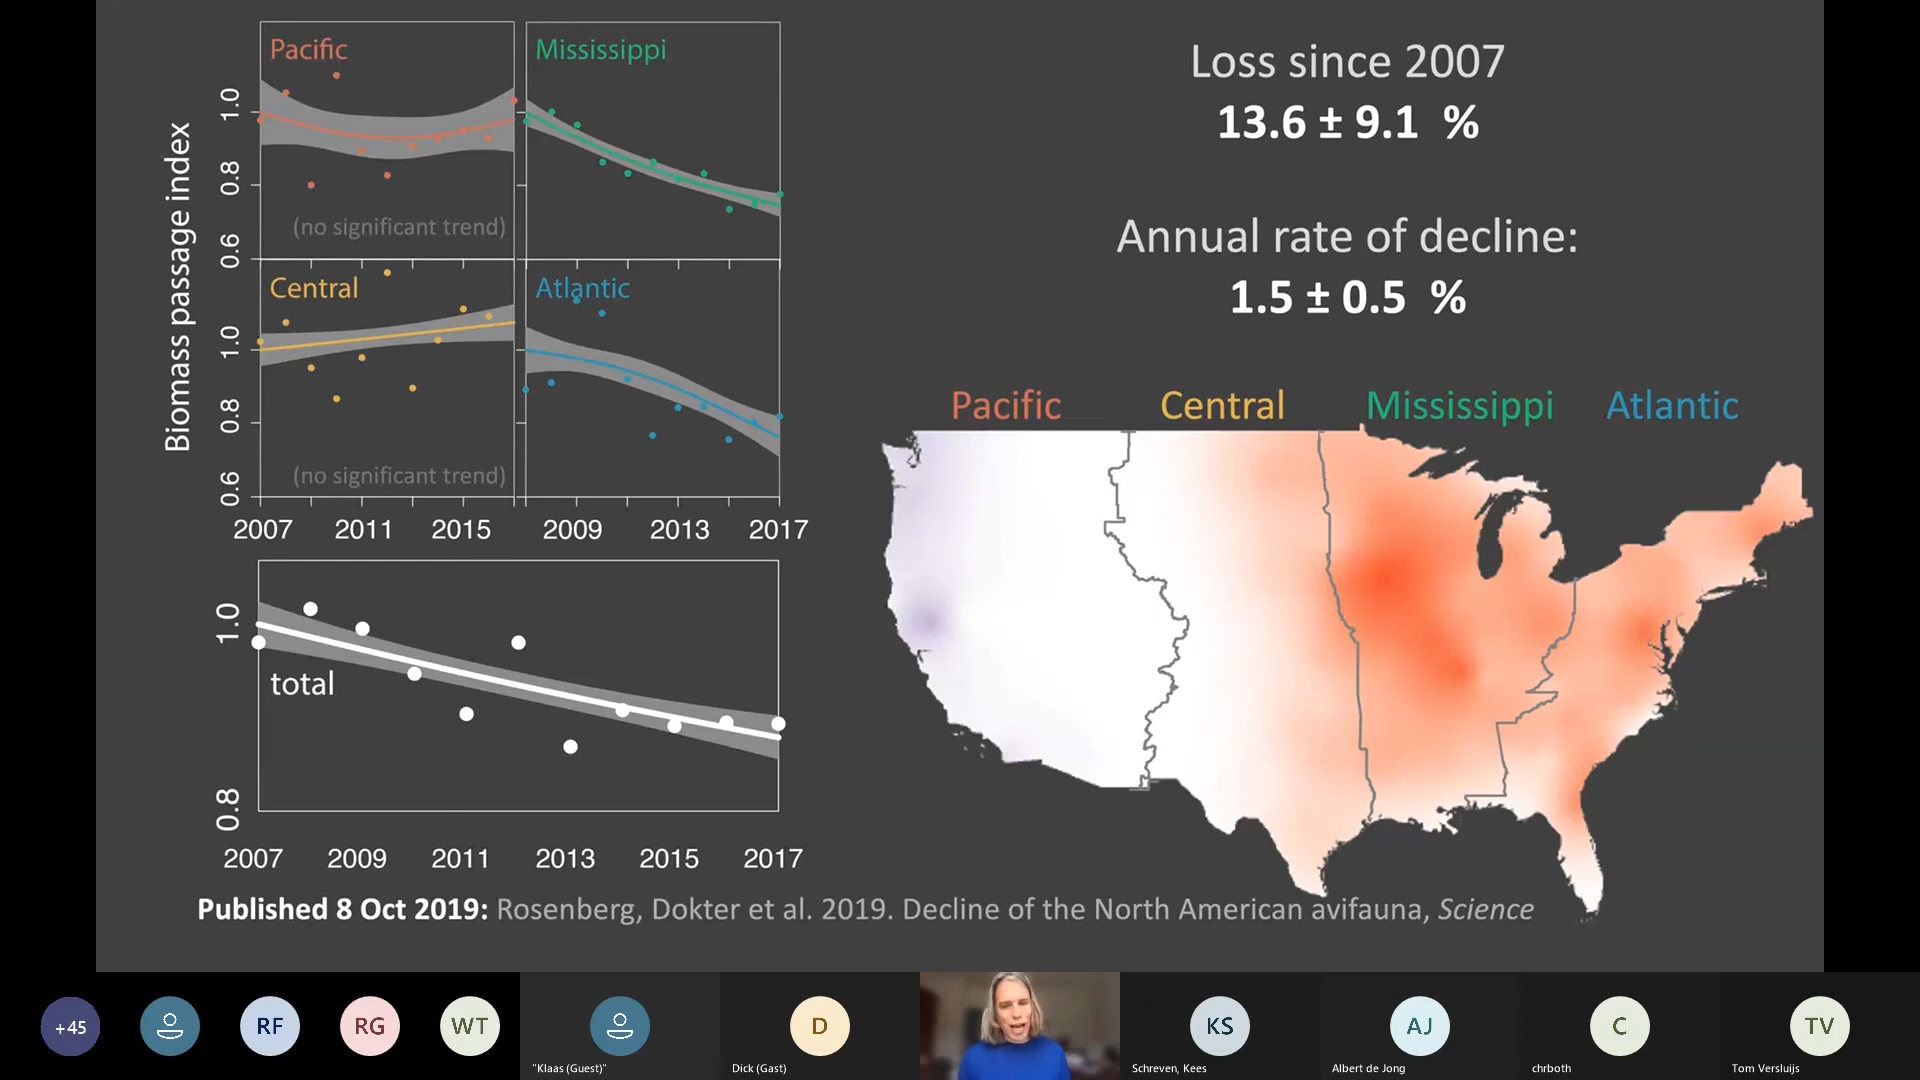 Pacific
Mississippi
Loss since 2007
13.6 ± 9.1 %
Annual rate of decline:
1.5 ± 0.5 %
Biomass passage index
1.0
0.8
0.6
(no significant trend)
Central
Atlantic
1.0
0.8
0.6
(no significant trend)
2007 2011 2015 2009 2013 2017
Pacific Central Mississippi Atlantic
1.0
total
0.8
2007 2009 2011 2013 2015 2017
Published 8 Oct 2019: Rosenberg, Dokter et al. 2019. Decline of the North American avifauna, Science
+45 RF RG WT D KS AJ C TV
"Klaas (Guest)" Dick (Gast) Schreven, Kees Albert de Jong chrboth Tom Versluijs